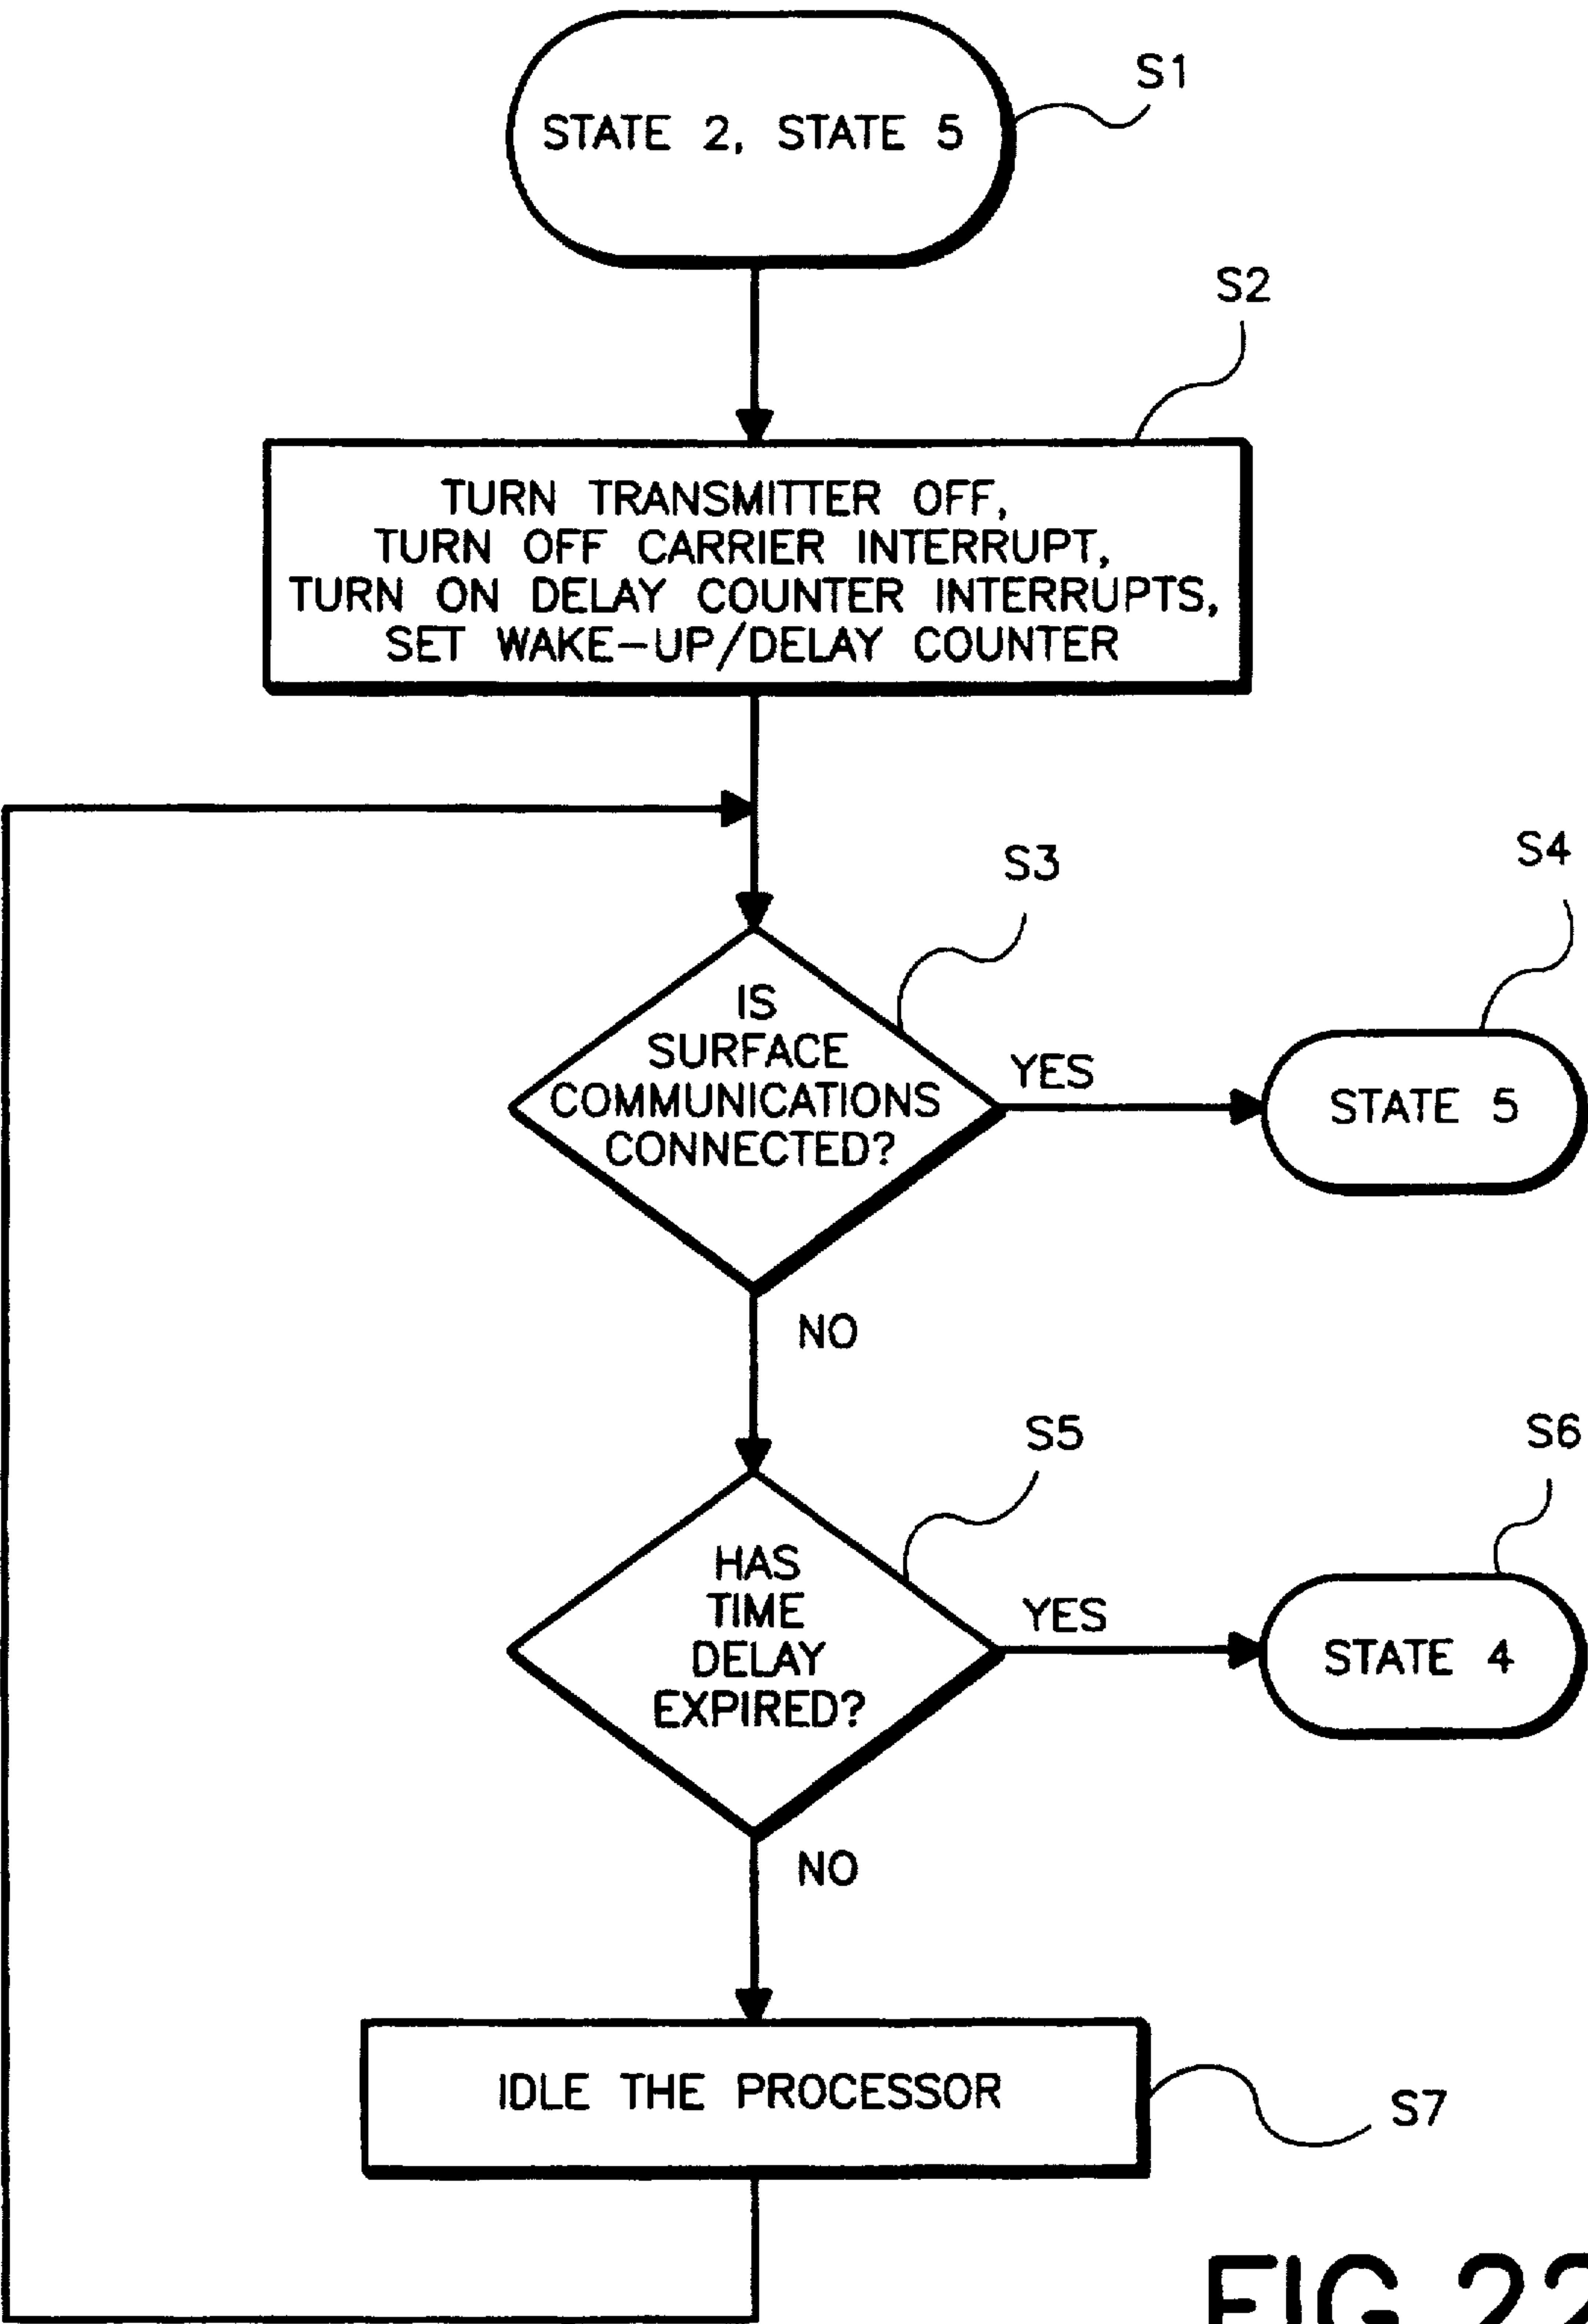 S1
STATE 2, STATE 5
S2
TURN TRANSMITTER OFF,
TURN OFF CARRIER INTERRUPT,
TURN ON DELAY COUNTER INTERRUPTS,
SET WAKE-UP/DELAY COUNTER
S3
S4
IS
SURFACE
COMMUNICATIONS
CONNECTED?
YES
STATE 5
NO
S5
S6
HAS
TIME
DELAY
EXPIRED?
YES
STATE 4
NO
IDLE THE PROCESSOR
S7
FIG.22